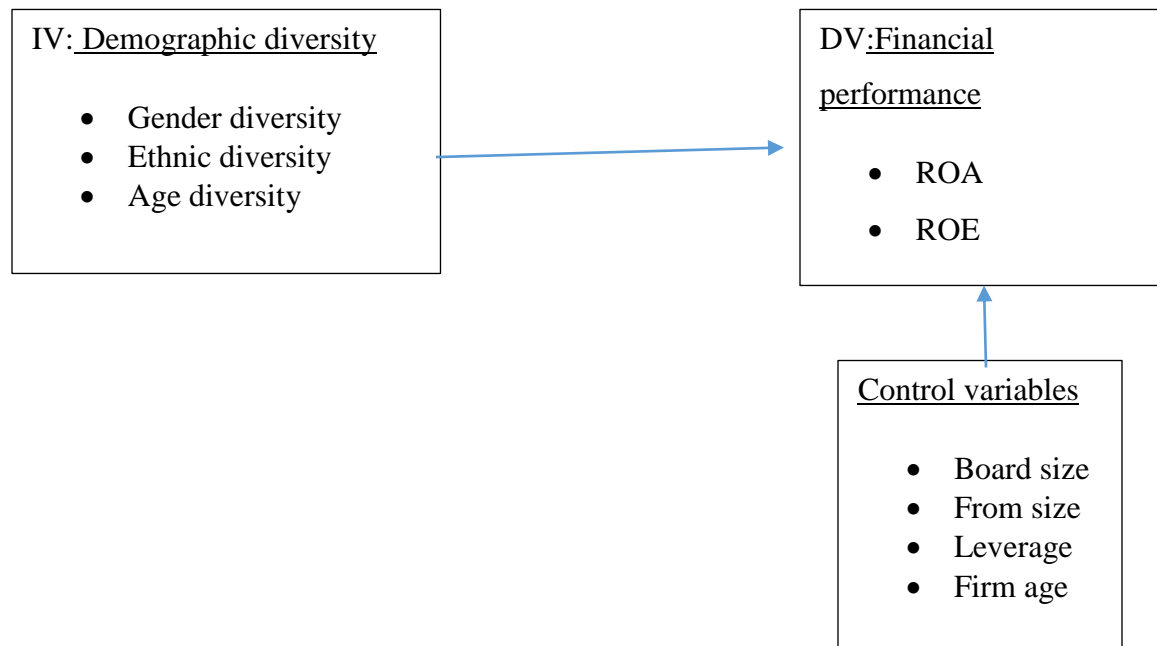 IV: Demographic diversity
• Gender diversity
• Ethnic diversity
• Age diversity
DV:Financial
performance
• ROA
• ROE
Control variables
• Board size
• From size
• Leverage
• Firm age